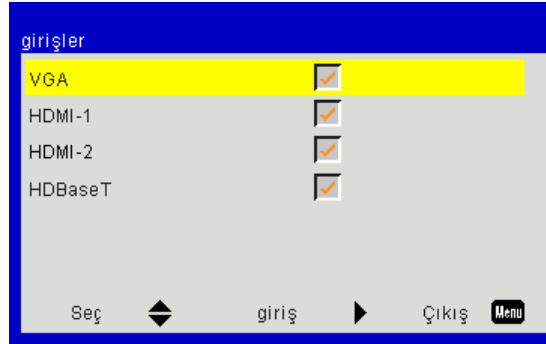 girişler
VGA
HDMI-1
HDMI-2
HDBaseT
Seç giriş Çıkış Menu